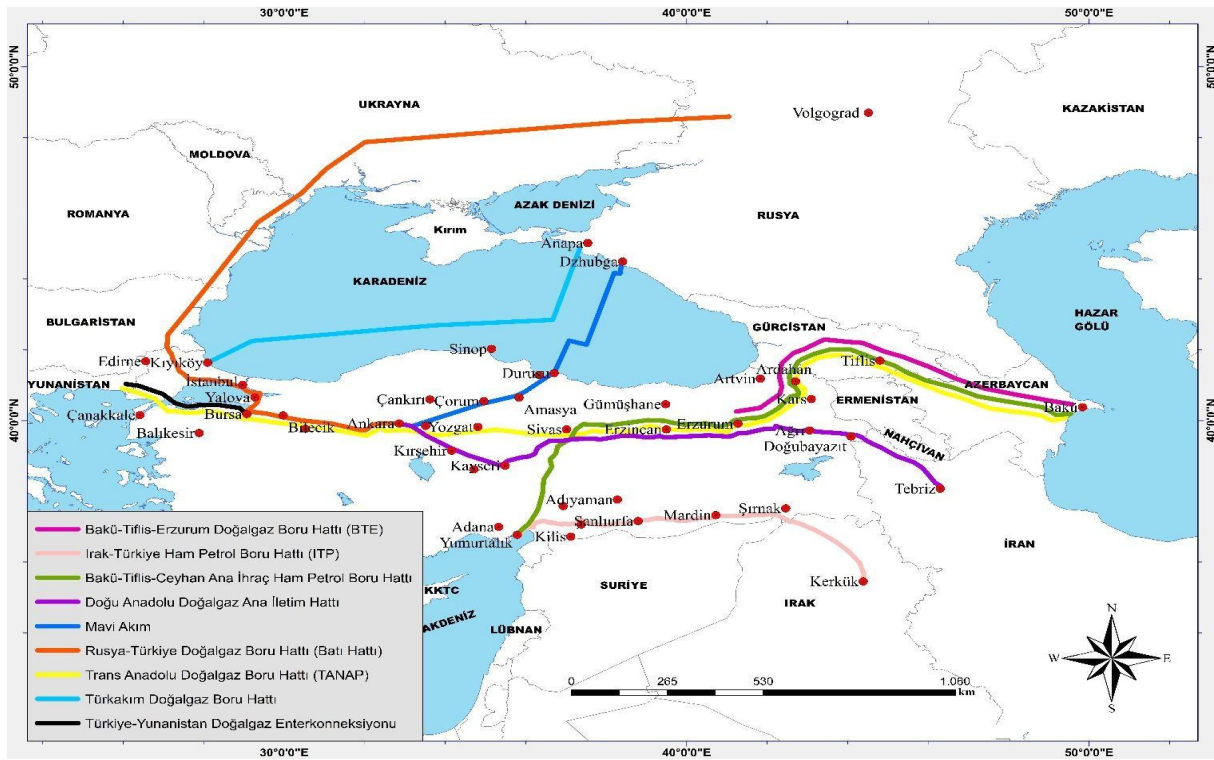 30°0'0"E 40°0'0"E 50°0'0"E
50°0'0"N 50°0'0"N
UKRAYNA
Volgograd
KAZAKİSTAN
MOLDOVA
ROMANYA
AZAK DENİZİ
RUSYA
Kırım
Anapa
Dzhubga
KARADENİZ
HAZAR
GÖLÜ
BULGARİSTAN
GÜRCİSTAN
Sinop
Edirne
Kıyıköy
Tiflis
Ardahan
Durusu
Artvin
AZERBAYCAN
YUNANİSTAN
İstanbul
Yalova
Çankırı
Çorum
Amasya
Gümüşhane
Kars
ERMENİSTAN
Bakü
Çanakkale
Bursa
40°0'0"N 40°0'0"N
Balıkesir
Bilecik
Ankara
Yozgat
Sivas
Erzincan
Erzurum
Ağrı
Doğubayazıt
NAHÇIVAN
Kırşehir
Kayseri
Tebriz
Adıyaman
Şırnak
Mardin
Şanlıurfa
Adana
Yumurtalık
Kilis
İRAN
Kerkük
SURİYE
IRAK
KKTC
AKDENİZ
LÜBNAN
Bakü-Tiflis-Erzurum Doğalgaz Boru Hattı (BTE)
Irak-Türkiye Ham Petrol Boru Hattı (ITP)
Bakü-Tiflis-Ceyhan Ana İhraç Ham Petrol Boru Hattı
Doğu Anadolu Doğalgaz Ana İletim Hattı
Mavi Akım
Rusya-Türkiye Doğalgaz Boru Hattı (Batı Hattı)
Trans Anadolu Doğalgaz Boru Hattı (TANAP)
Türkakım Doğalgaz Boru Hattı
Türkiye-Yunanistan Doğalgaz Enterkonneksiyonu
0 265 530 1.060
km
N
W E
S
30°0'0"E 40°0'0"E 50°0'0"E